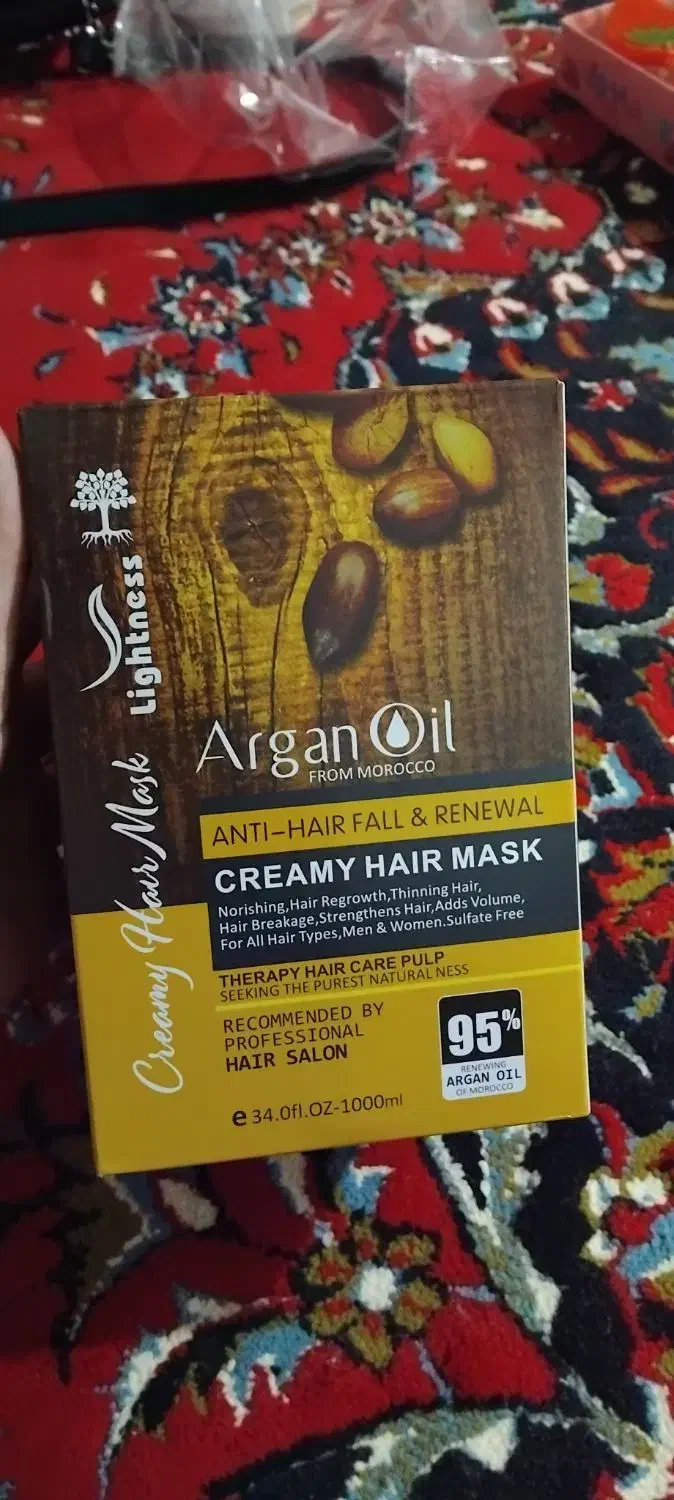 Lightness
Creamy Hair Mask
Argan Oil
FROM MOROCCO
ANTI-HAIR FALL & RENEWAL
CREAMY HAIR MASK
Norishing,Hair Regrowth,Thinning Hair,
Hair Breakage,Strengthens Hair,Adds Volume,
For All Hair Types,Men & Women.Sulfate Free
THERAPY HAIR CARE PULP
SEEKING THE PUREST NATURAL NESS
RECOMMENDED BY
PROFESSIONAL
HAIR SALON
95%
RENEWING
ARGAN OIL
OF MOROCCO
e 34.0fl.OZ-1000ml